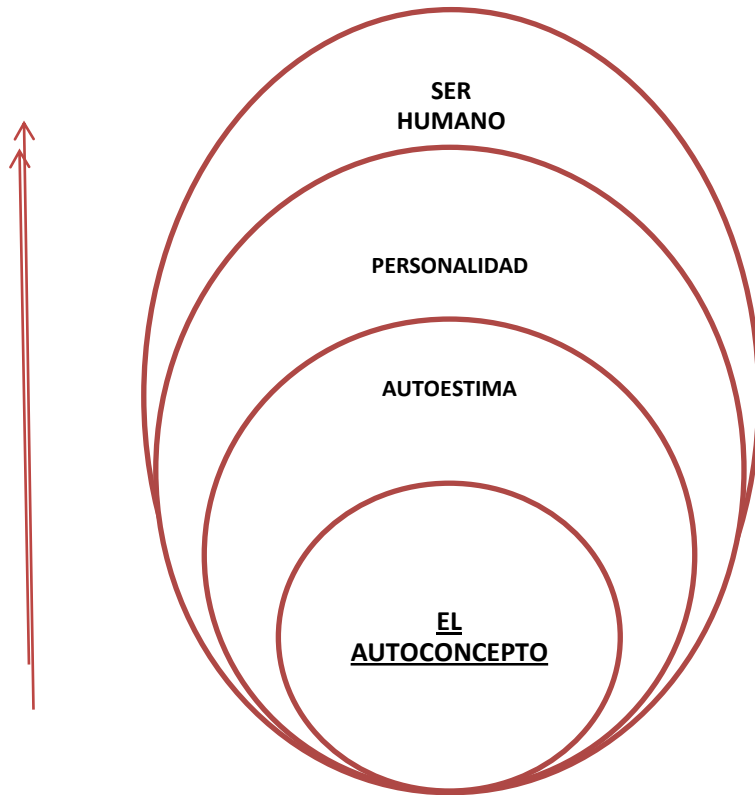 SER
HUMANO
PERSONALIDAD
AUTOESTIMA
EL
AUTOCONCEPTO